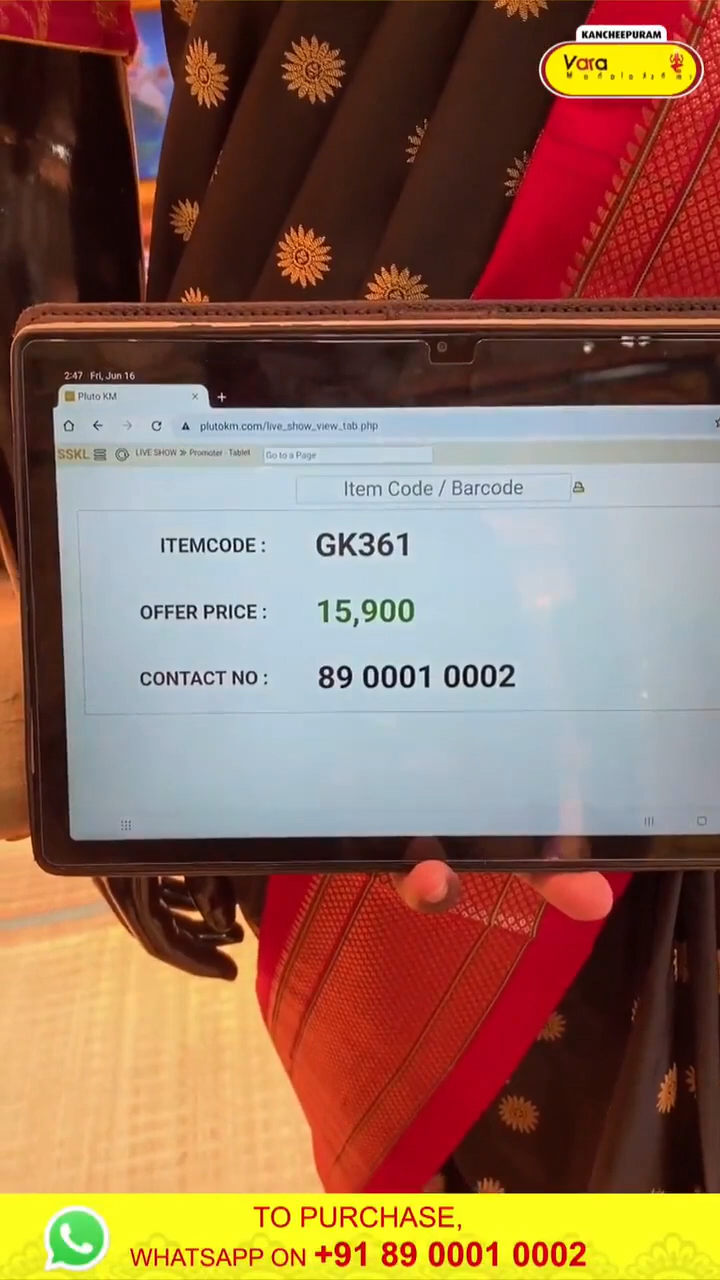 KANCHEEPURAM
Vara
2:47 Fri, Jun 16
Pluto KM
plutokm.com/live_show_view_tab.php
SSKL
LIVE SHOW >> Promoter Tablet
Go to a Page
Item Code / Barcode
ITEMCODE : GK361
OFFER PRICE : 15,900
CONTACT NO : 89 0001 0002
TO PURCHASE,
WHATSAPP ON +91 89 0001 0002